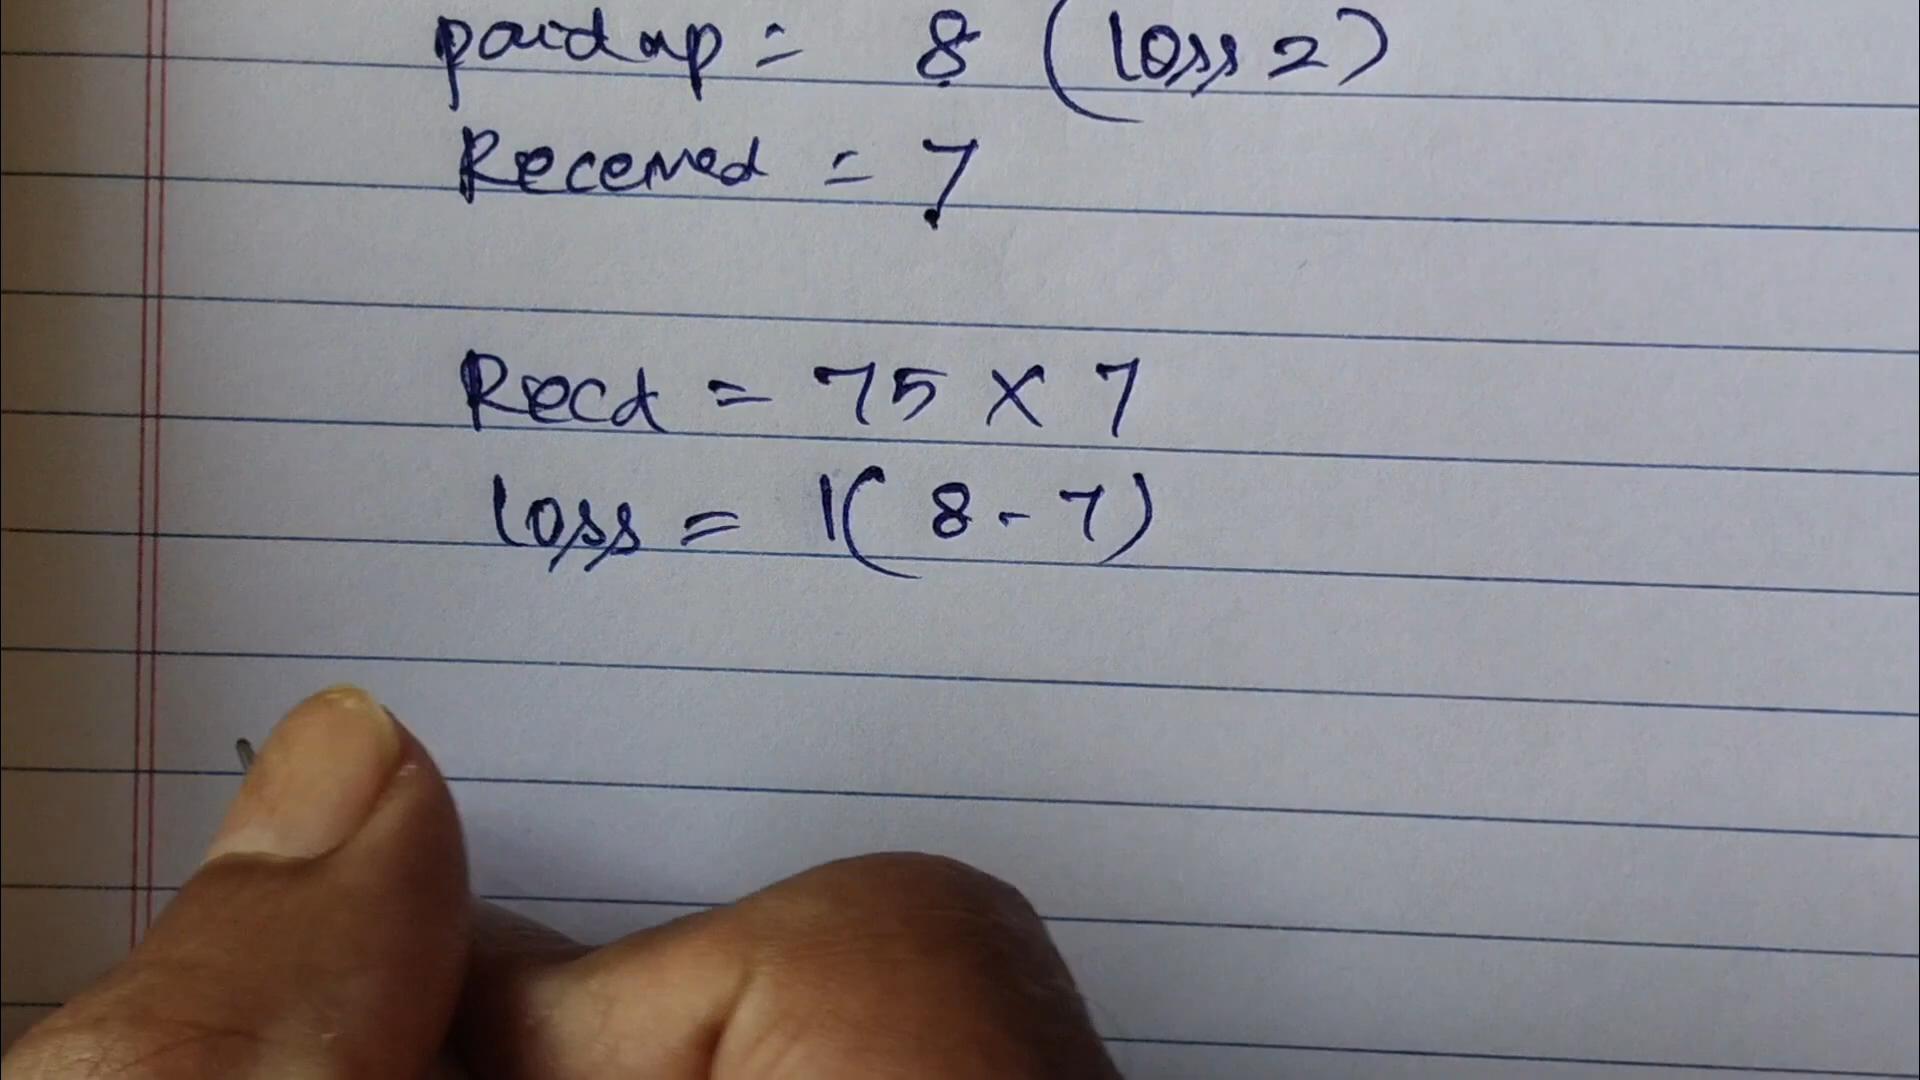 paid up = 8 (loss 2)
Received = 7
Recd = 75 × 7
loss = 1( 8 - 7)